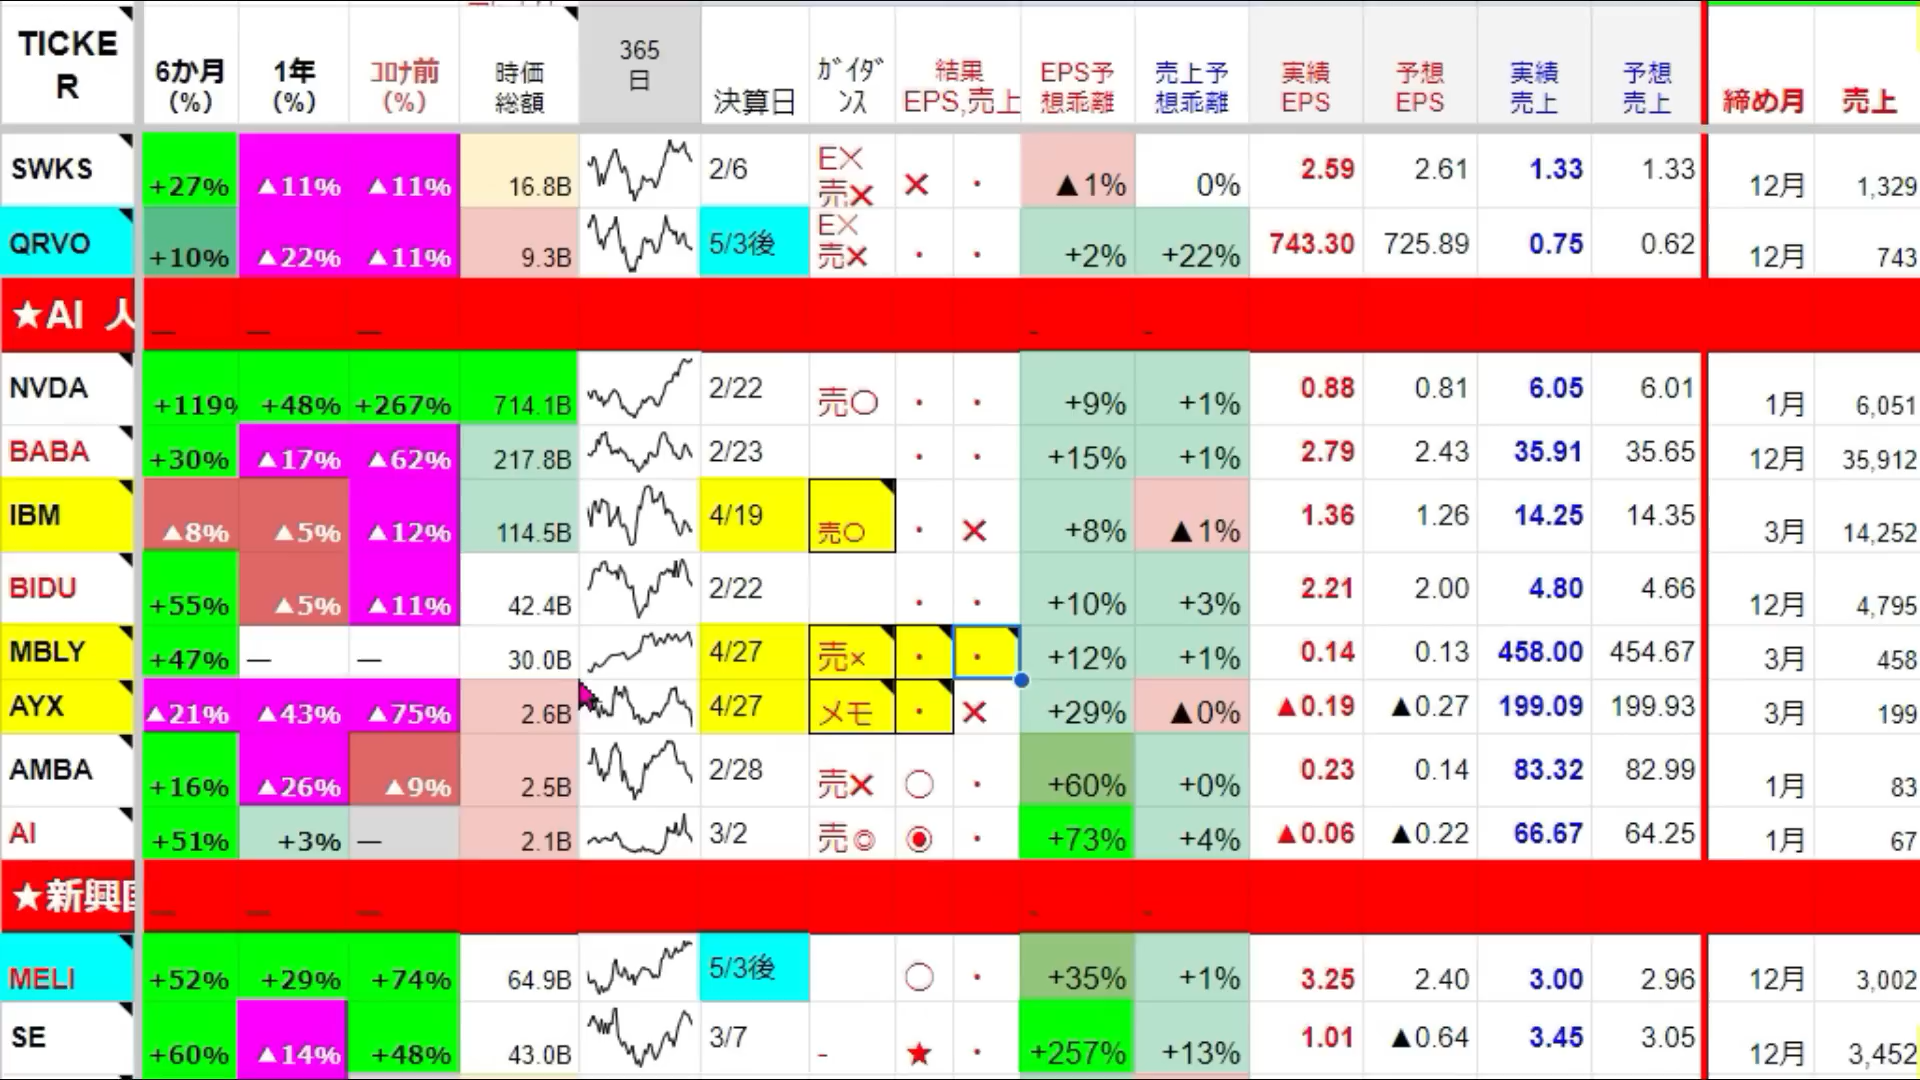 TICKE
R
6か月
(%)
1年
(%)
ｺﾛﾅ前
(%)
時価
総額
365
日
決算日
ｶﾞｲﾀﾞ
ﾝｽ
結果
EPS,売上
EPS予
想乖離
売上予
想乖離
実績
EPS
予想
EPS
実績
売上
予想
売上
締め月
売上
SWKS +27% ▲11% ▲11% 16.8B 2/6 E✕ 売✕ ✕ ・ ▲1% 0% 2.59 2.61 1.33 1.33 12月 1,329
QRVO +10% ▲22% ▲11% 9.3B 5/3後 E✕ 売✕ ・ ・ +2% +22% 743.30 725.89 0.75 0.62 12月 743
★AI — — — - -
NVDA +119% +48% +267% 714.1B 2/22 売〇 ・ ・ +9% +1% 0.88 0.81 6.05 6.01 1月 6,051
BABA +30% ▲17% ▲62% 217.8B 2/23 ・ ・ +15% +1% 2.79 2.43 35.91 35.65 12月 35,912
IBM ▲8% ▲5% ▲12% 114.5B 4/19 売〇 ・ ✕ +8% ▲1% 1.36 1.26 14.25 14.35 3月 14,252
BIDU +55% ▲5% ▲11% 42.4B 2/22 ・ ・ +10% +3% 2.21 2.00 4.80 4.66 12月 4,795
MBLY +47% — — 30.0B 4/27 売× ・ ・ +12% +1% 0.14 0.13 458.00 454.67 3月 458
AYX ▲21% ▲43% ▲75% 2.6B 4/27 メモ ・ ✕ +29% ▲0% ▲0.19 ▲0.27 199.09 199.93 3月 199
AMBA +16% ▲26% ▲9% 2.5B 2/28 売✕ 〇 ・ +60% +0% 0.23 0.14 83.32 82.99 1月 83
AI +51% +3% — 2.1B 3/2 売◎ ◉ ・ +73% +4% ▲0.06 ▲0.22 66.67 64.25 1月 67
★新興 — — — - -
MELI +52% +29% +74% 64.9B 5/3後 〇 ・ +35% +1% 3.25 2.40 3.00 2.96 12月 3,002
SE +60% ▲14% +48% 43.0B 3/7 - ★ ・ +257% +13% 1.01 ▲0.64 3.45 3.05 12月 3,452